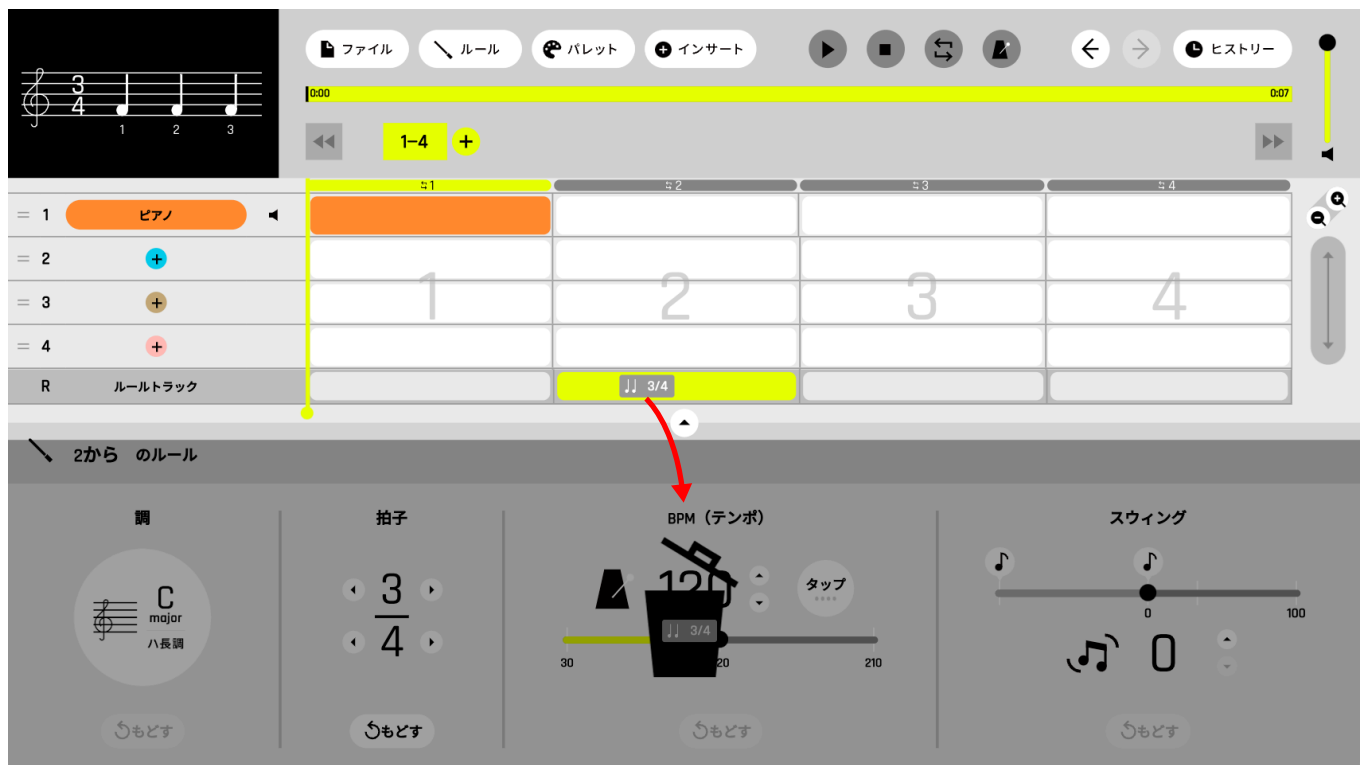 ファイル
ルール
パレット
インサート
ヒストリー
3
4
1 2 3
0:00 0:07
1–4 +
1 2 3 4
1 ピアノ
2 +
3 +
4 +
1 2 3 4
R ルールトラック
3/4
2から のルール
調
C
major
ハ長調
もどす
拍子
3
4
もどす
BPM（テンポ）
120
タップ
3/4
30 120 210
もどす
スウィング
0 100
0
もどす